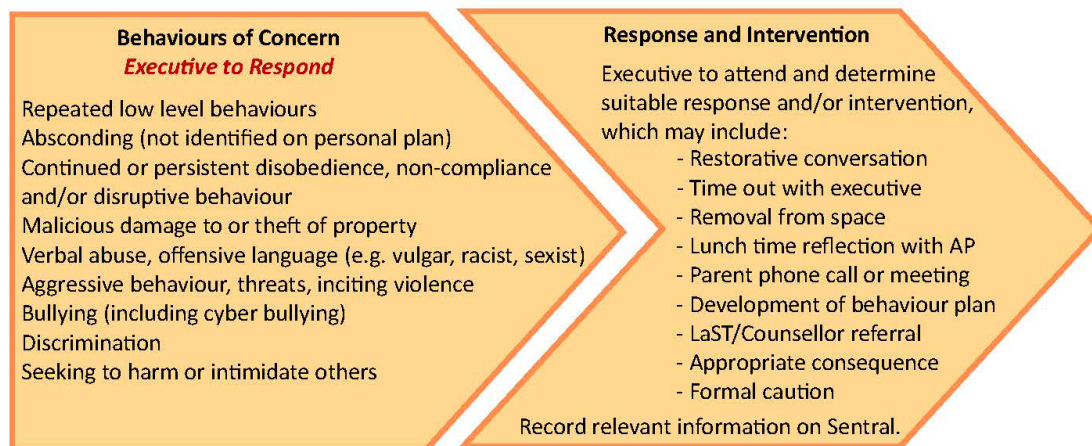 Behaviours of Concern
Executive to Respond
Repeated low level behaviours
Absconding (not identified on personal plan)
Continued or persistent disobedience, non-compliance
and/or disruptive behaviour
Malicious damage to or theft of property
Verbal abuse, offensive language (e.g. vulgar, racist, sexist)
Aggressive behaviour, threats, inciting violence
Bullying (including cyber bullying)
Discrimination
Seeking to harm or intimidate others
Response and Intervention
Executive to attend and determine
suitable response and/or intervention,
which may include:
- Restorative conversation
- Time out with executive
- Removal from space
- Lunch time reflection with AP
- Parent phone call or meeting
- Development of behaviour plan
- LaST/Counsellor referral
- Appropriate consequence
- Formal caution
Record relevant information on Sentral.